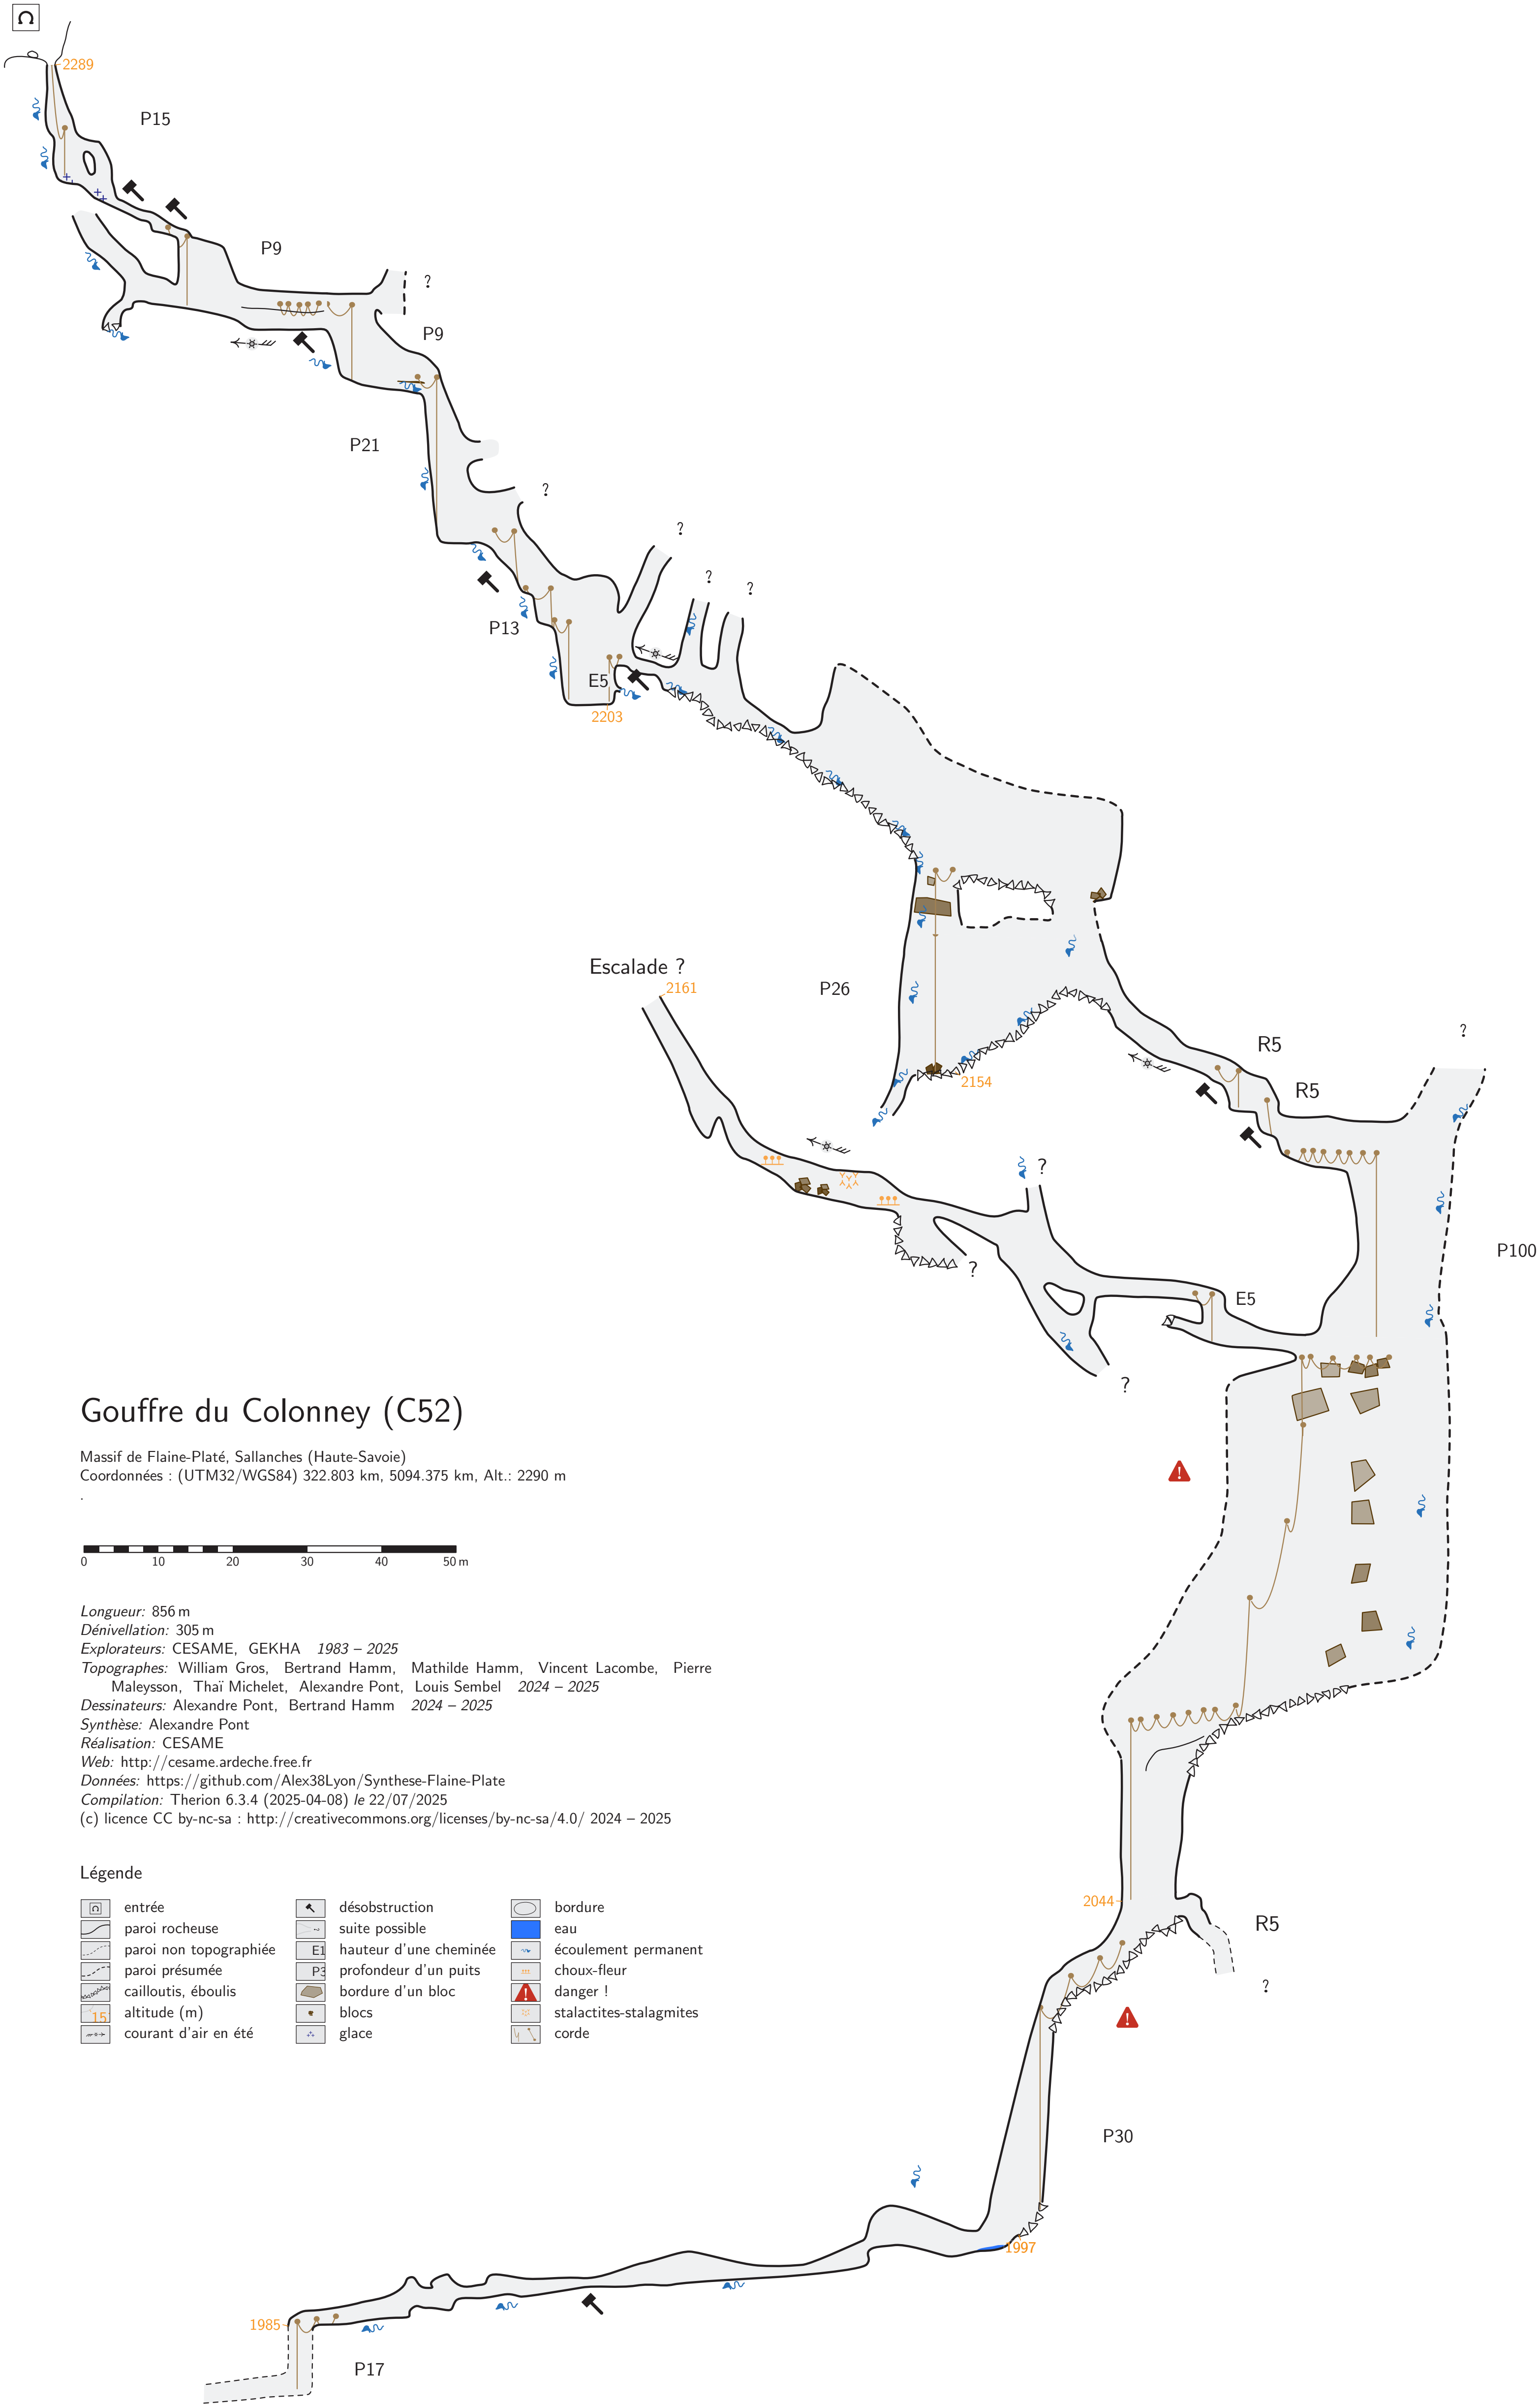 Ω
2289
P15
P9
?
P9
P21
?
?
?
?
P13
E5
2203
Escalade ?
2161
P26
2154
R5
R5
?
?
P100
?
E5
?
Gouffre du Colonney (C52)
Massif de Flaine-Platé, Sallanches (Haute-Savoie)
Coordonnées : (UTM32/WGS84) 322.803 km, 5094.375 km, Alt.: 2290 m
.
0 10 20 30 40 50 m
Longueur: 856 m
Dénivellation: 305 m
Explorateurs: CESAME, GEKHA 1983 – 2025
Topographes: William Gros, Bertrand Hamm, Mathilde Hamm, Vincent Lacombe, Pierre
Maleysson, Thaï Michelet, Alexandre Pont, Louis Sembel 2024 – 2025
Dessinateurs: Alexandre Pont, Bertrand Hamm 2024 – 2025
Synthèse: Alexandre Pont
Réalisation: CESAME
Web: http://cesame.ardeche.free.fr
Données: https://github.com/Alex38Lyon/Synthese-Flaine-Plate
Compilation: Therion 6.3.4 (2025-04-08) le 22/07/2025
(c) licence CC by-nc-sa : http://creativecommons.org/licenses/by-nc-sa/4.0/ 2024 – 2025
Légende
Ω entrée
paroi rocheuse
paroi non topographiée
paroi présumée
cailloutis, éboulis
15 altitude (m)
courant d'air en été
désobstruction
? suite possible
E1 hauteur d'une cheminée
P3 profondeur d'un puits
bordure d'un bloc
blocs
glace
bordure
eau
écoulement permanent
choux-fleur
! danger !
stalactites-stalagmites
corde
!
2044
R5
?
!
P30
1997
1985
P17